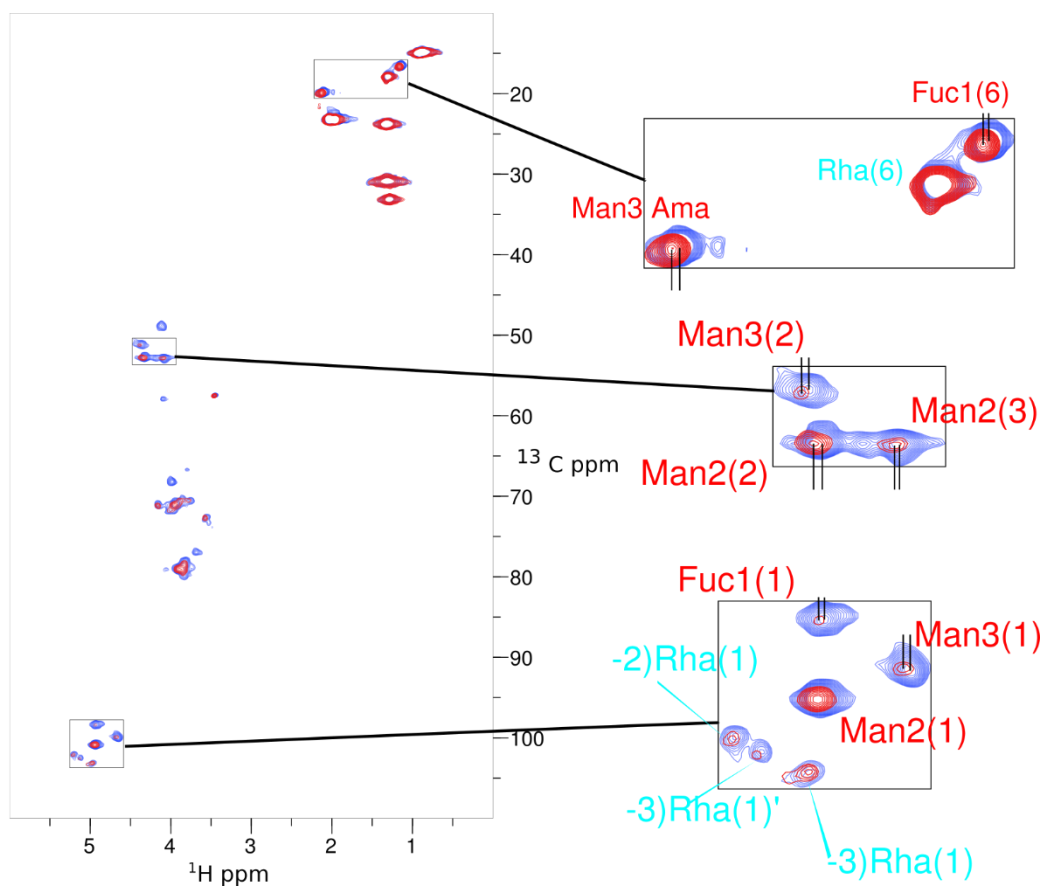 Fuc1(6)
20
Rha(6)
30
Man3 Ama
40
50
Man3(2)
60
Man2(3)
13 C ppm
Man2(2)
70
80
Fuc1(1)
90
Man3(1)
-2)Rha(1)
100
Man2(1)
-3)Rha(1)'
-3)Rha(1)
5 4 3 2 1
¹H ppm